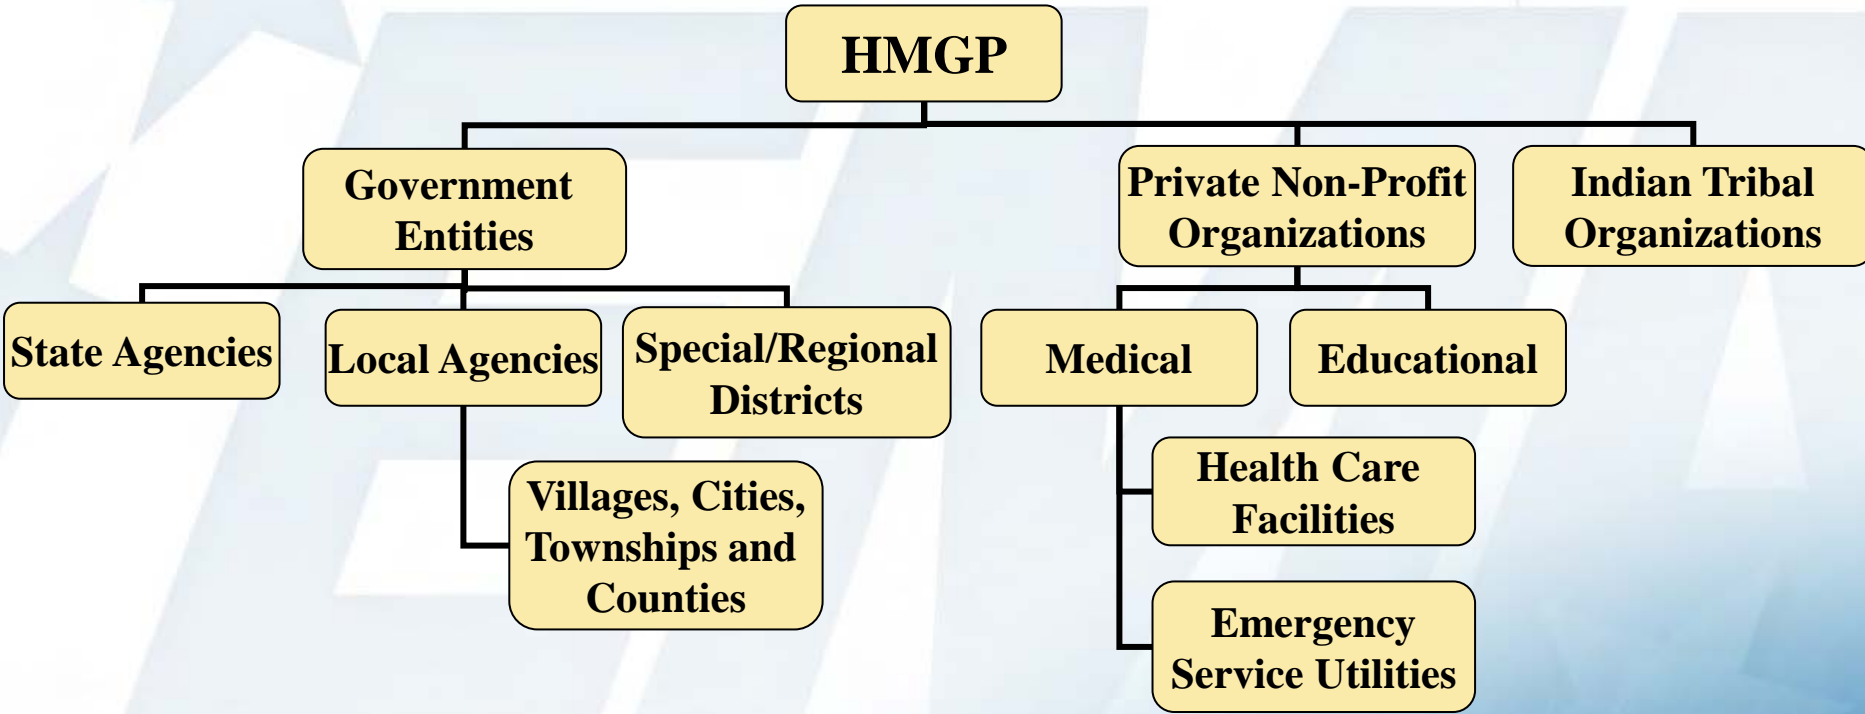 HMGP
Government
Entities
Private Non-Profit
Organizations
Indian Tribal
Organizations
State Agencies
Local Agencies
Special/Regional
Districts
Medical
Educational
Villages, Cities,
Townships and
Counties
Health Care
Facilities
Emergency
Service Utilities